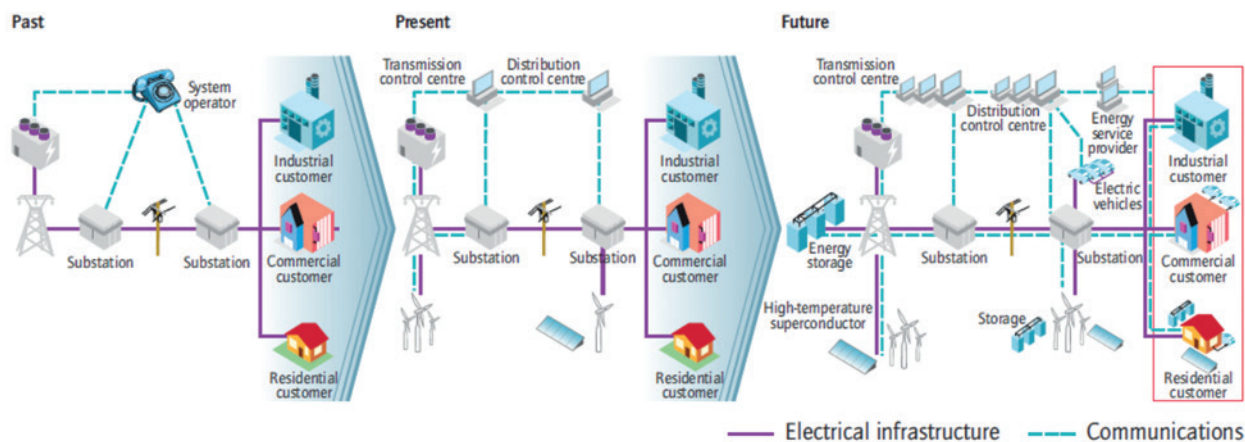 Past
System
operator
Substation
Substation
Industrial
customer
Commercial
customer
Residential
customer
Present
Transmission
control centre
Distribution
control centre
Substation
Substation
Industrial
customer
Commercial
customer
Residential
customer
Future
Transmission
control centre
Distribution
control centre
Energy
service
provider
Electric
vehicles
Energy
storage
Substation
Substation
High-temperature
superconductor
Storage
Industrial
customer
Commercial
customer
Residential
customer
Electrical infrastructure
Communications